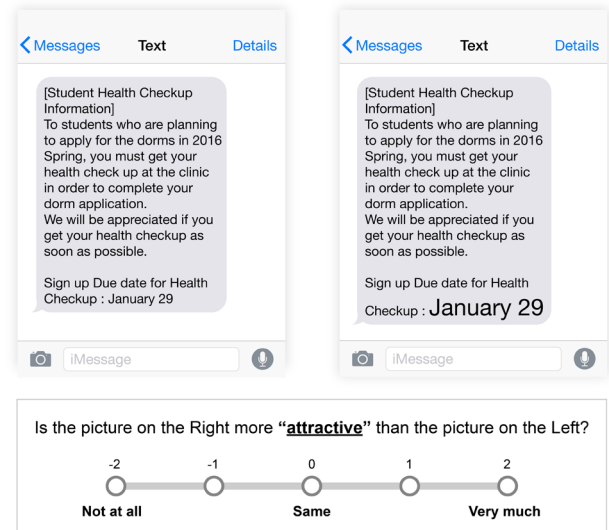 Messages Text Details
[Student Health Checkup
Information]
To students who are planning
to apply for the dorms in 2016
Spring, you must get your
health check up at the clinic
in order to complete your
dorm application.
We will be appreciated if you
get your health checkup as
soon as possible.
Sign up Due date for Health
Checkup : January 29
iMessage
Messages Text Details
[Student Health Checkup
Information]
To students who are planning
to apply for the dorms in 2016
Spring, you must get your
health check up at the clinic
in order to complete your
dorm application.
We will be appreciated if you
get your health checkup as
soon as possible.
Sign up Due date for Health
Checkup : January 29
iMessage
Is the picture on the Right more “attractive” than the picture on the Left?
-2 -1 0 1 2
Not at all Same Very much